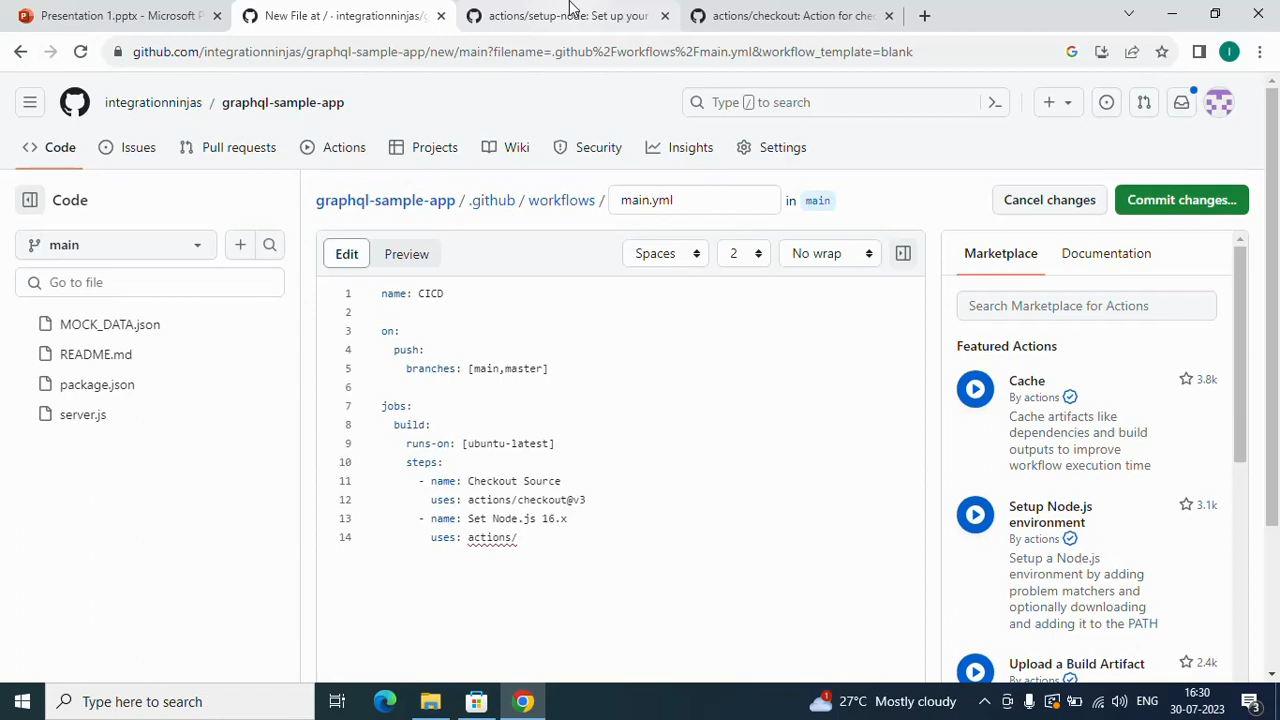 Presentation 1.pptx - Microsoft P
New File at / · integrationninjas/g
actions/setup-node: Set up your
actions/checkout: Action for chec
github.com/integrationninjas/graphql-sample-app/new/main?filename=.github%2Fworkflows%2Fmain.yml&workflow_template=blank
I
integrationninjas / graphql-sample-app
Type / to search
Code
Issues
Pull requests
Actions
Projects
Wiki
Security
Insights
Settings
Code
main
Go to file
MOCK_DATA.json
README.md
package.json
server.js
graphql-sample-app / .github / workflows / main.yml in main
Cancel changes
Commit changes...
Edit
Preview
Spaces
2
No wrap
1 name: CICD
2
3 on:
4 push:
5 branches: [main,master]
6
7 jobs:
8 build:
9 runs-on: [ubuntu-latest]
10 steps:
11 - name: Checkout Source
12 uses: actions/checkout@v3
13 - name: Set Node.js 16.x
14 uses: actions/
Marketplace
Documentation
Search Marketplace for Actions
Featured Actions
Cache
3.8k
By actions
Cache artifacts like
dependencies and build
outputs to improve
workflow execution time
Setup Node.js
environment
3.1k
By actions
Setup a Node.js
environment by adding
problem matchers and
optionally downloading
and adding it to the PATH
Upload a Build Artifact
2.4k
By actions
Type here to search
1
27°C Mostly cloudy
ENG
16:30
30-07-2023
3